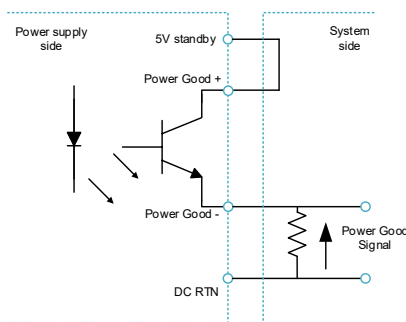 Power supply
side
System
side
5V standby
Power Good +
Power Good -
Power Good
Signal
DC RTN